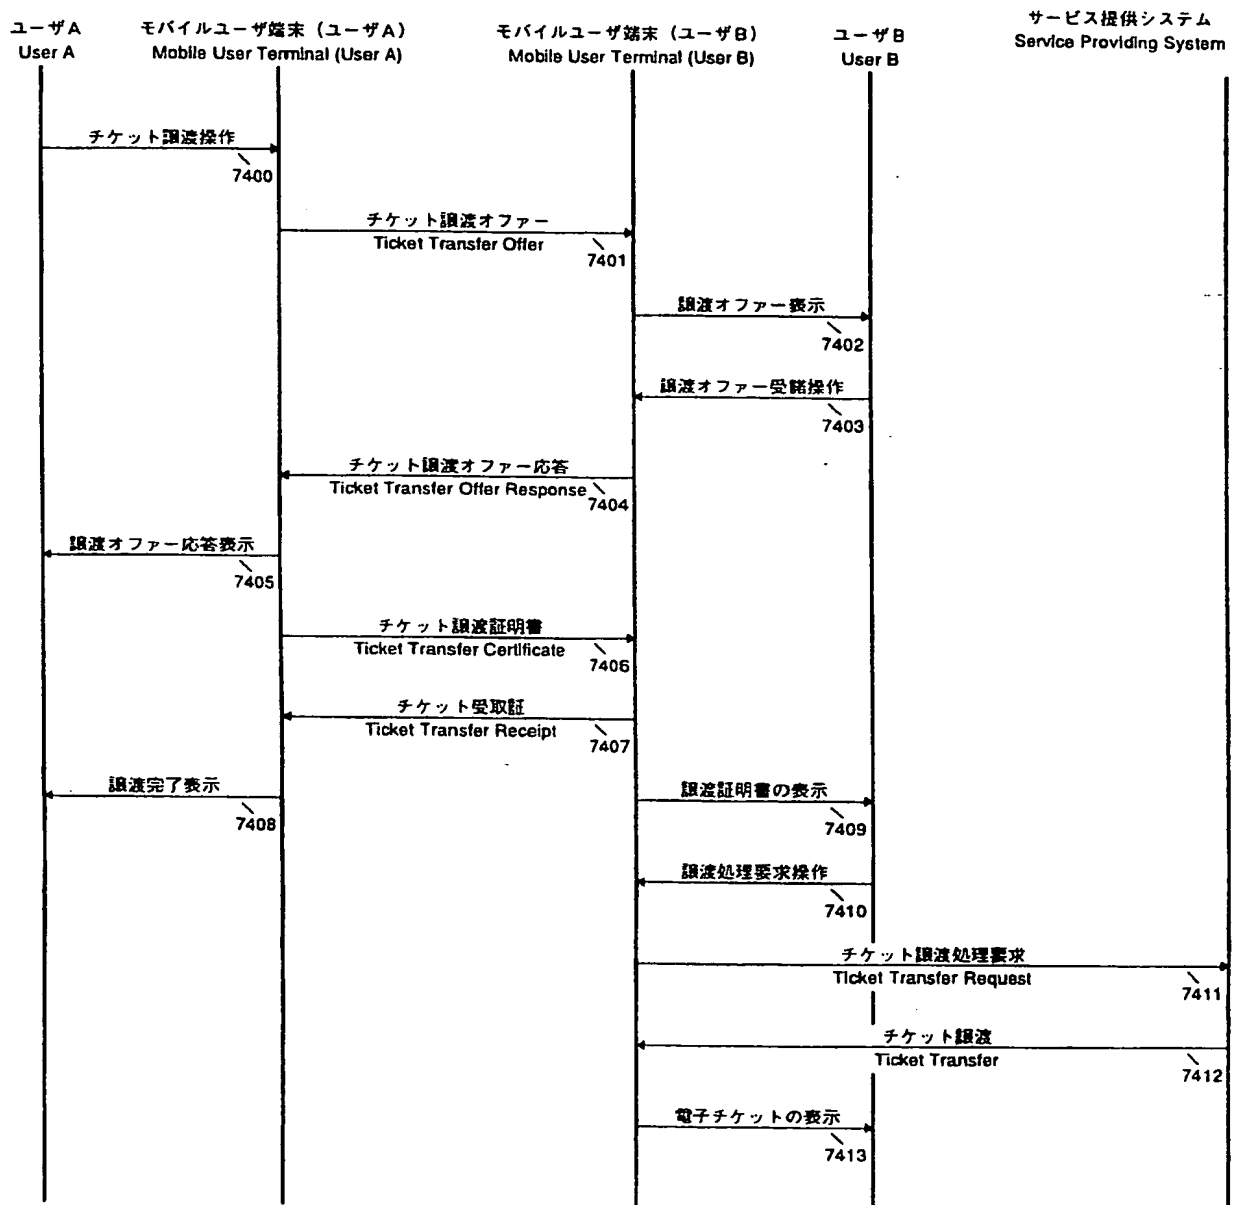 ユーザA
User A
モバイルユーザ端末（ユーザA）
Mobile User Terminal (User A)
モバイルユーザ端末（ユーザB）
Mobile User Terminal (User B)
ユーザB
User B
サービス提供システム
Service Providing System
チケット譲渡操作
7400
チケット譲渡オファー
Ticket Transfer Offer
7401
譲渡オファー表示
7402
譲渡オファー受諾操作
7403
チケット譲渡オファー応答
Ticket Transfer Offer Response
7404
譲渡オファー応答表示
7405
チケット譲渡証明書
Ticket Transfer Certificate
7406
チケット受取証
Ticket Transfer Receipt
7407
譲渡完了表示
7408
譲渡証明書の表示
7409
譲渡処理要求操作
7410
チケット譲渡処理要求
Ticket Transfer Request
7411
チケット譲渡
Ticket Transfer
7412
電子チケットの表示
7413